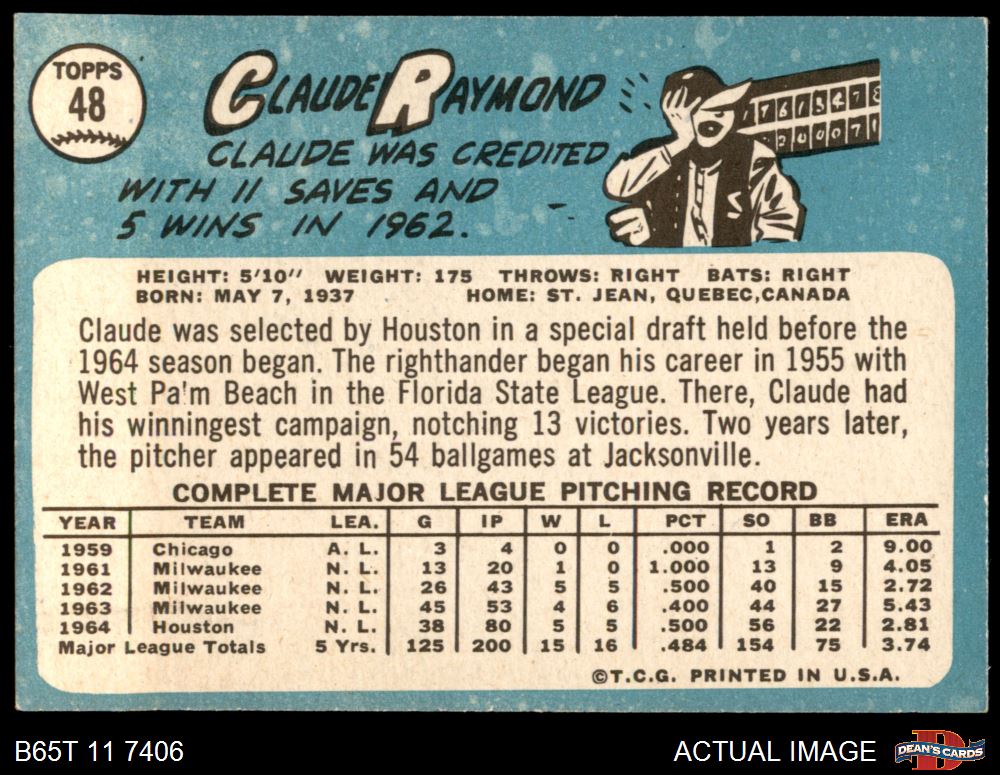 TOPPS
48
CLAUDE RAYMOND
CLAUDE WAS CREDITED
WITH 11 SAVES AND
5 WINS IN 1962.
HEIGHT: 5'10" WEIGHT: 175 THROWS: RIGHT BATS: RIGHT
BORN: MAY 7, 1937 HOME: ST. JEAN, QUEBEC, CANADA
Claude was selected by Houston in a special draft held before the
1964 season began. The righthander began his career in 1955 with
West Pa'm Beach in the Florida State League. There, Claude had
his winningest campaign, notching 13 victories. Two years later,
the pitcher appeared in 54 ballgames at Jacksonville.
COMPLETE MAJOR LEAGUE PITCHING RECORD
YEAR TEAM LEA. G IP W L PCT SO BB ERA
1959 Chicago A. L. 3 4 0 0 .000 1 2 9.00
1961 Milwaukee N. L. 13 20 1 0 1.000 13 9 4.05
1962 Milwaukee N. L. 26 43 5 5 .500 40 15 2.72
1963 Milwaukee N. L. 45 53 4 6 .400 44 27 5.43
1964 Houston N. L. 38 80 5 5 .500 56 22 2.81
Major League Totals 5 Yrs. 125 200 15 16 .484 154 75 3.74
©T.C.G. PRINTED IN U.S.A.
B65T 11 7406 ACTUAL IMAGE DEAN'S CARDS